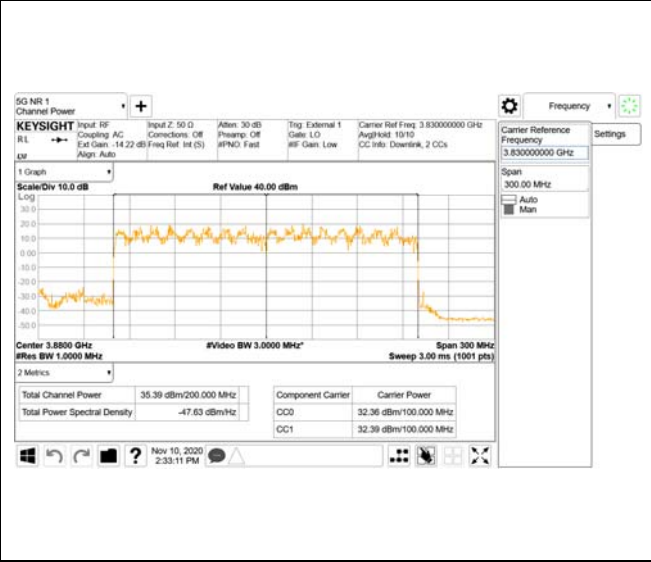 5G NR 1
Channel Power
+
Frequency
KEYSIGHT
RL
Input: RF
Coupling: AC
Ext Gain: -14.22 dB
Align: Auto
Input Z: 50 Ω
Corrections: Off
Freq Ref: Int (S)
Atten: 30 dB
Preamp: Off
#PNO: Fast
Trig: External 1
Gate: LO
#IF Gain: Low
Carrier Ref Freq: 3.830000000 GHz
Avg|Hold: 10/10
CC Info: Downlink, 2 CCs
Carrier Reference
Frequency
3.830000000 GHz
Settings
Span
300.00 MHz
Auto
Man
1 Graph
Scale/Div 10.0 dB
Ref Value 40.00 dBm
Log
30.0
20.0
10.0
0.00
-10.0
-20.0
-30.0
-40.0
-50.0
Center 3.8800 GHz
#Video BW 3.0000 MHz*
Span 300 MHz
#Res BW 1.0000 MHz
Sweep 3.00 ms (1001 pts)
2 Metrics
Total Channel Power 35.39 dBm/200.000 MHz
Total Power Spectral Density -47.63 dBm/Hz
Component Carrier Carrier Power
CC0 32.36 dBm/100.000 MHz
CC1 32.39 dBm/100.000 MHz
?
Nov 10, 2020
2:33:11 PM